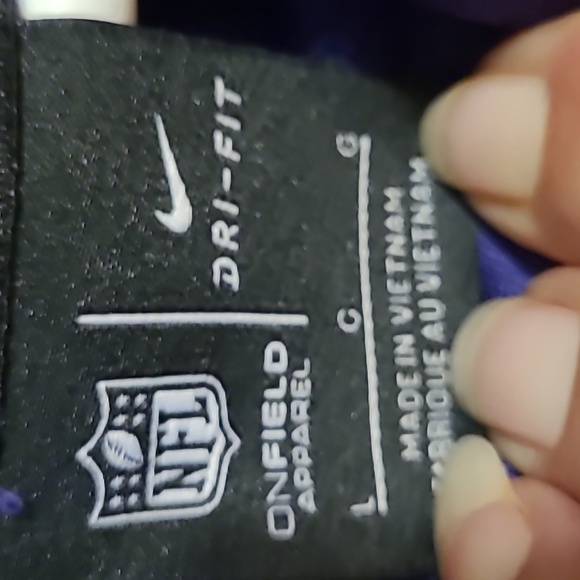 NFL
ONFIELD
APPAREL
DRI-FIT
L G G
MADE IN VIETNAM
FABRIQUE AU VIETNAM